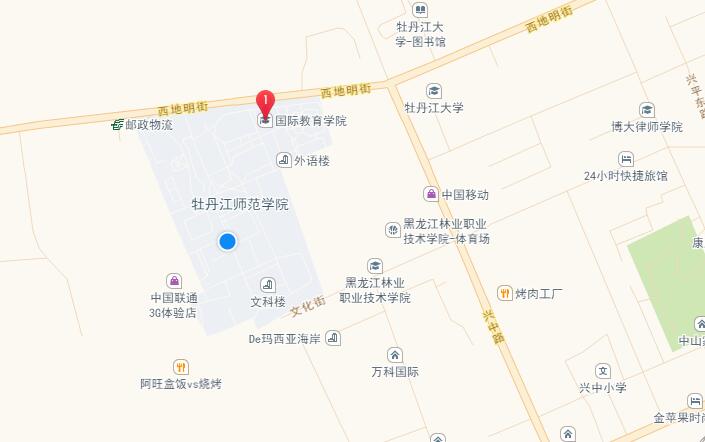 牡丹江大
学-图书馆
西地明街
西地明街
西地明街
1
邮政物流
国际教育学院
牡丹江大学
兴平东路
博大律师学院
外语楼
24小时快捷旅馆
中国移动
牡丹江师范学院
黑龙江林业职业
技术学院-体育场
康
中国联通
3G体验店
文科楼
黑龙江林业
职业技术学院
烤肉工厂
文化街
兴中路
De玛西亚海岸
中山
万科国际
阿旺盒饭vs烧烤
文
兴中小学
金苹果时尚